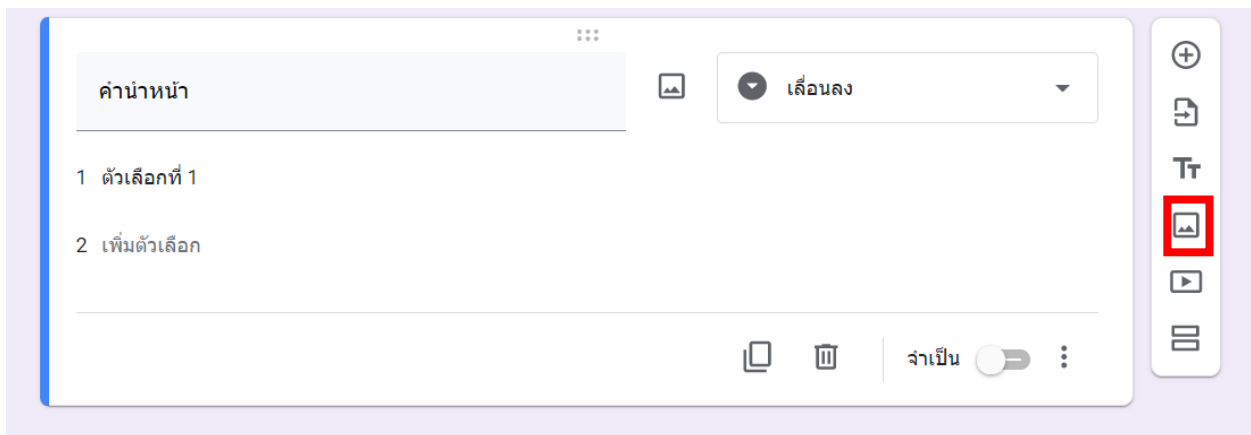 คำนำหน้า
เลื่อนลง
1 ตัวเลือกที่ 1
2 เพิ่มตัวเลือก
จำเป็น